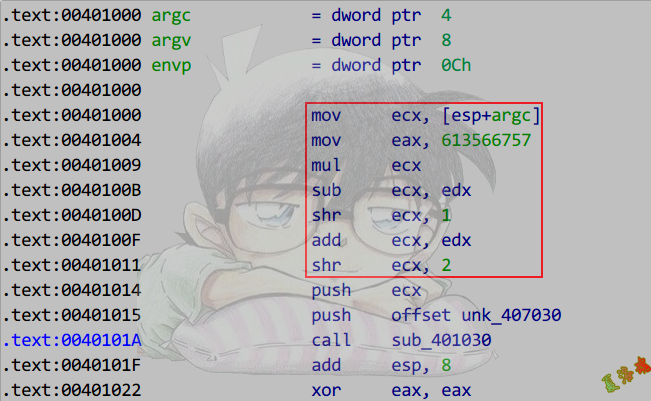 .text:00401000 argc = dword ptr 4
.text:00401000 argv = dword ptr 8
.text:00401000 envp = dword ptr 0Ch
.text:00401000
.text:00401000 mov ecx, [esp+argc]
.text:00401004 mov eax, 613566757
.text:00401009 mul ecx
.text:0040100B sub ecx, edx
.text:0040100D shr ecx, 1
.text:0040100F add ecx, edx
.text:00401011 shr ecx, 2
.text:00401014 push ecx
.text:00401015 push offset unk_407030
.text:0040101A call sub_401030
.text:0040101F add esp, 8
.text:00401022 xor eax, eax